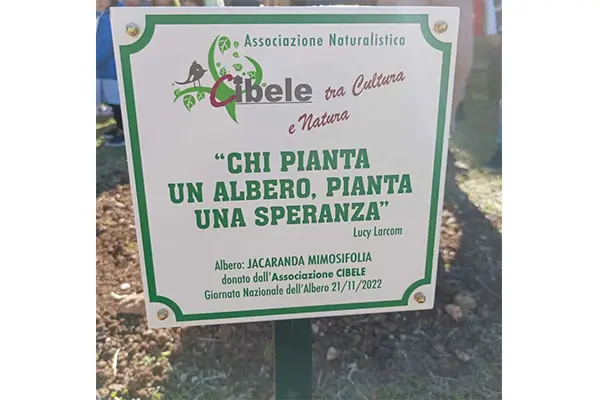 Associazione Naturalistica
Cibele tra Cultura
e Natura
“CHI PIANTA
UN ALBERO, PIANTA
UNA SPERANZA”
Lucy Larcom
Albero: JACARANDA MIMOSIFOLIA
donato dall'Associazione CIBELE
Giornata Nazionale dell'Albero 21/11/2022